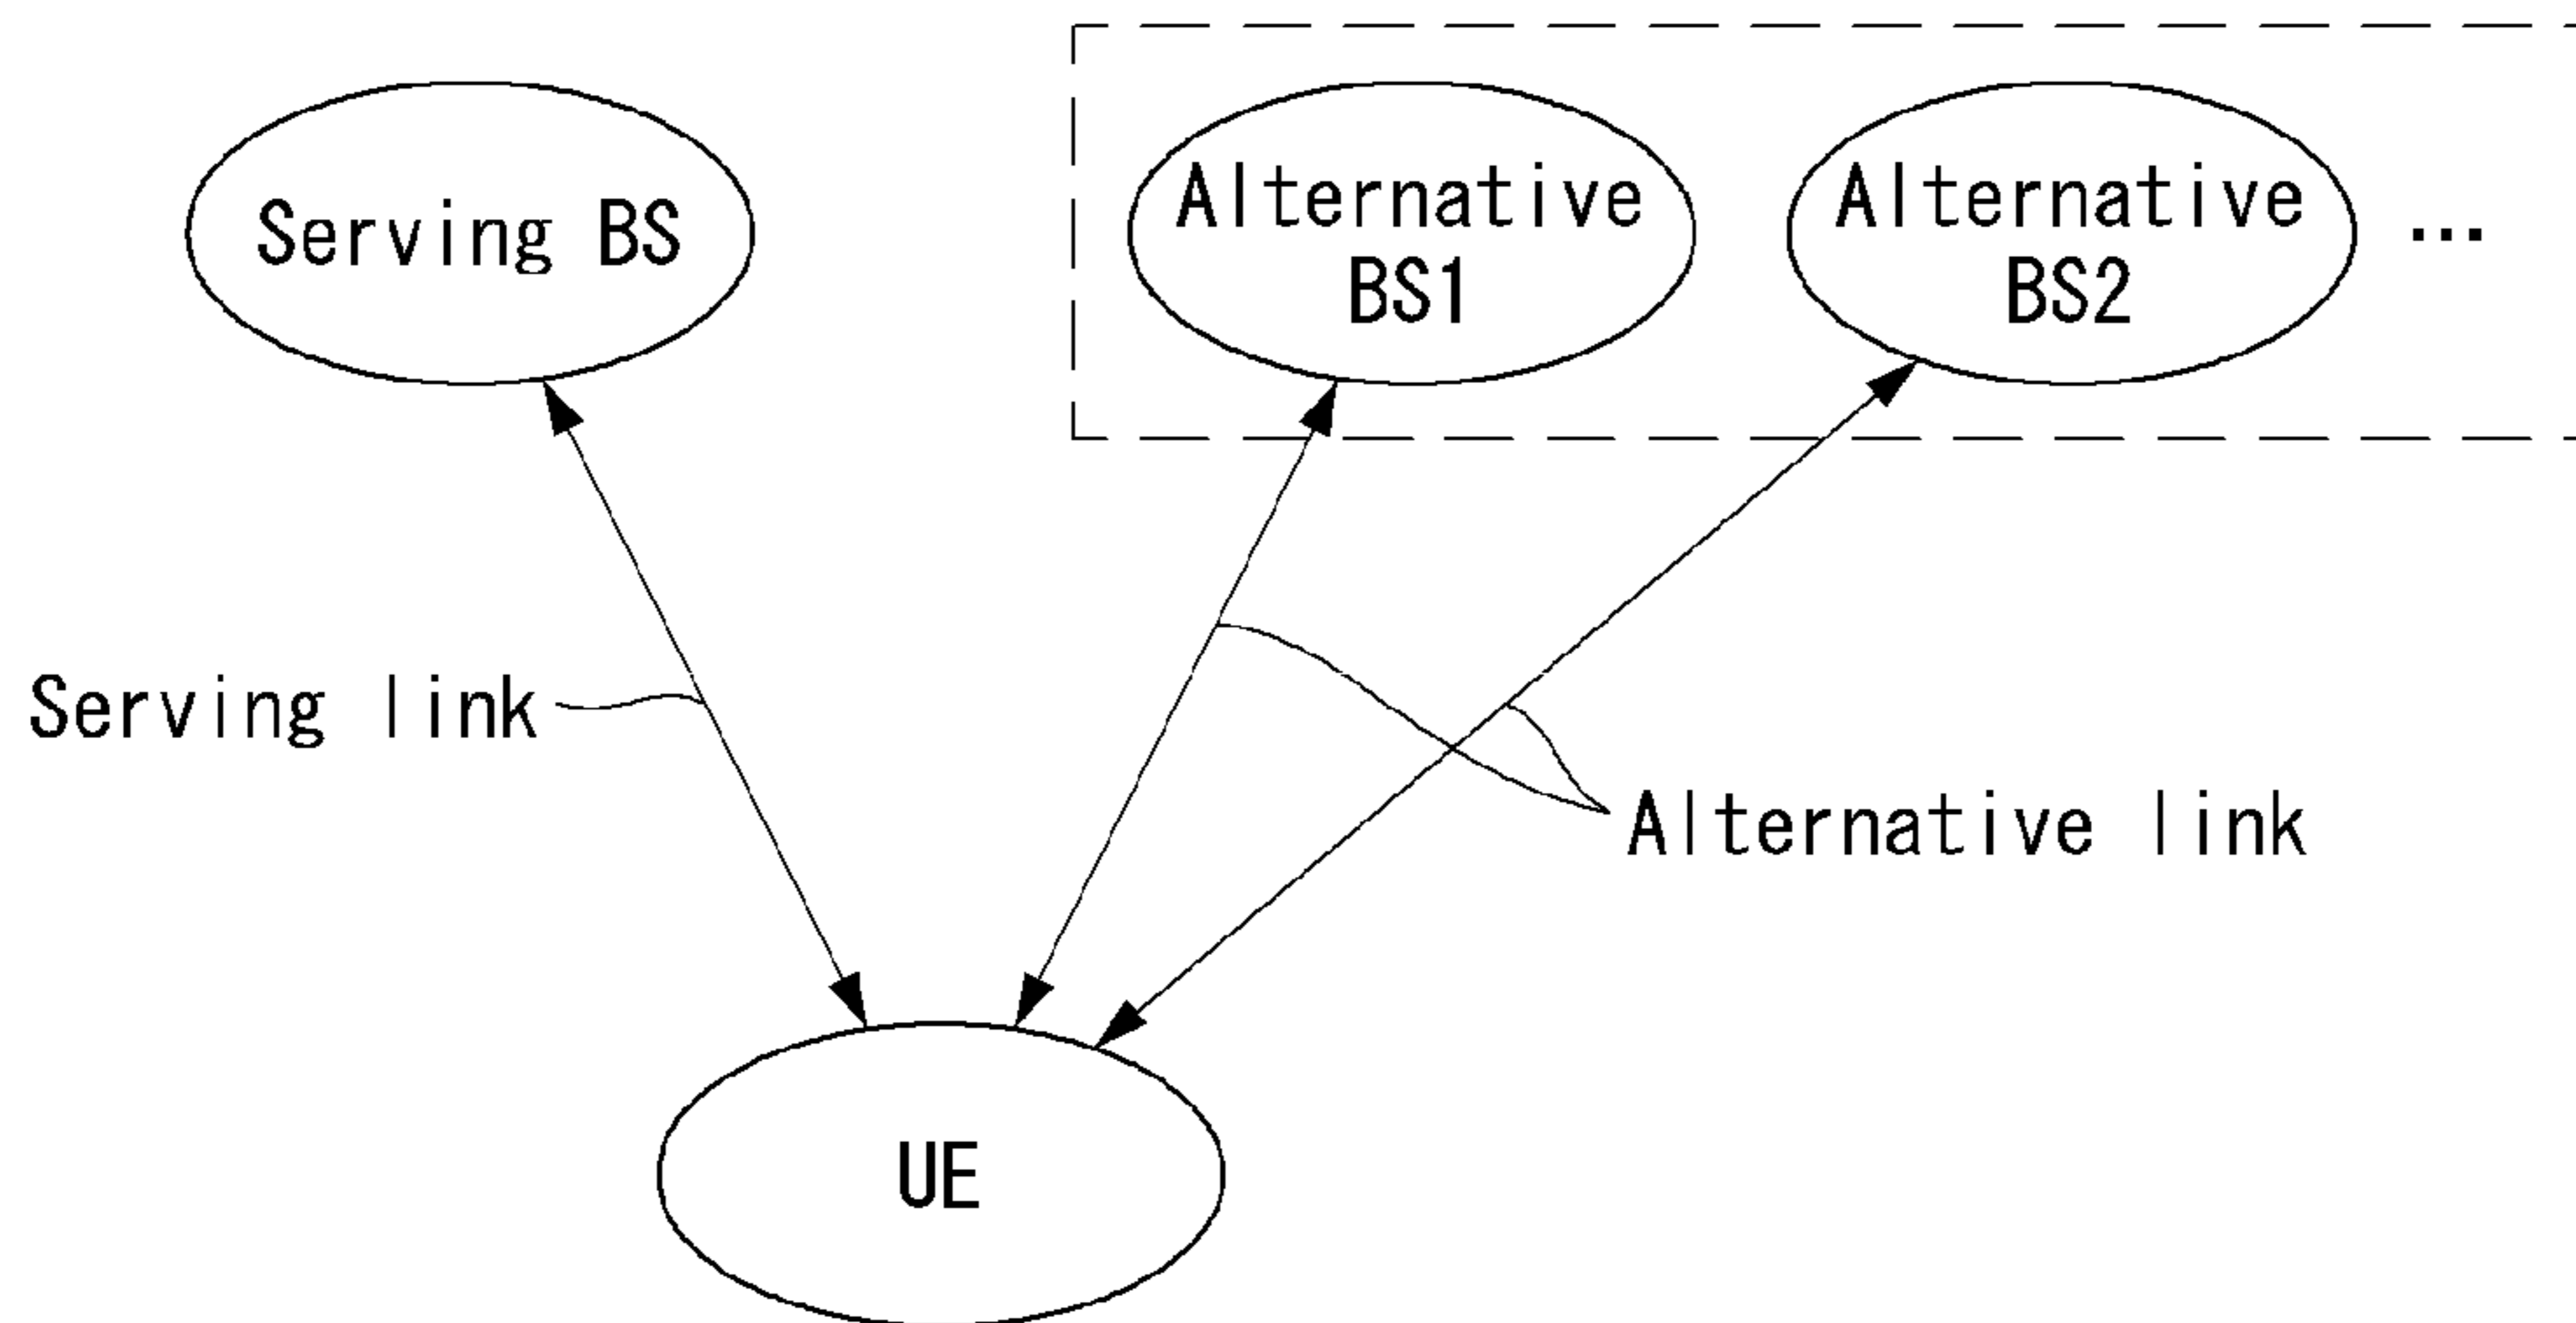 Serving BS
Alternative
BS1
Alternative
BS2
...
Serving link
Alternative link
UE